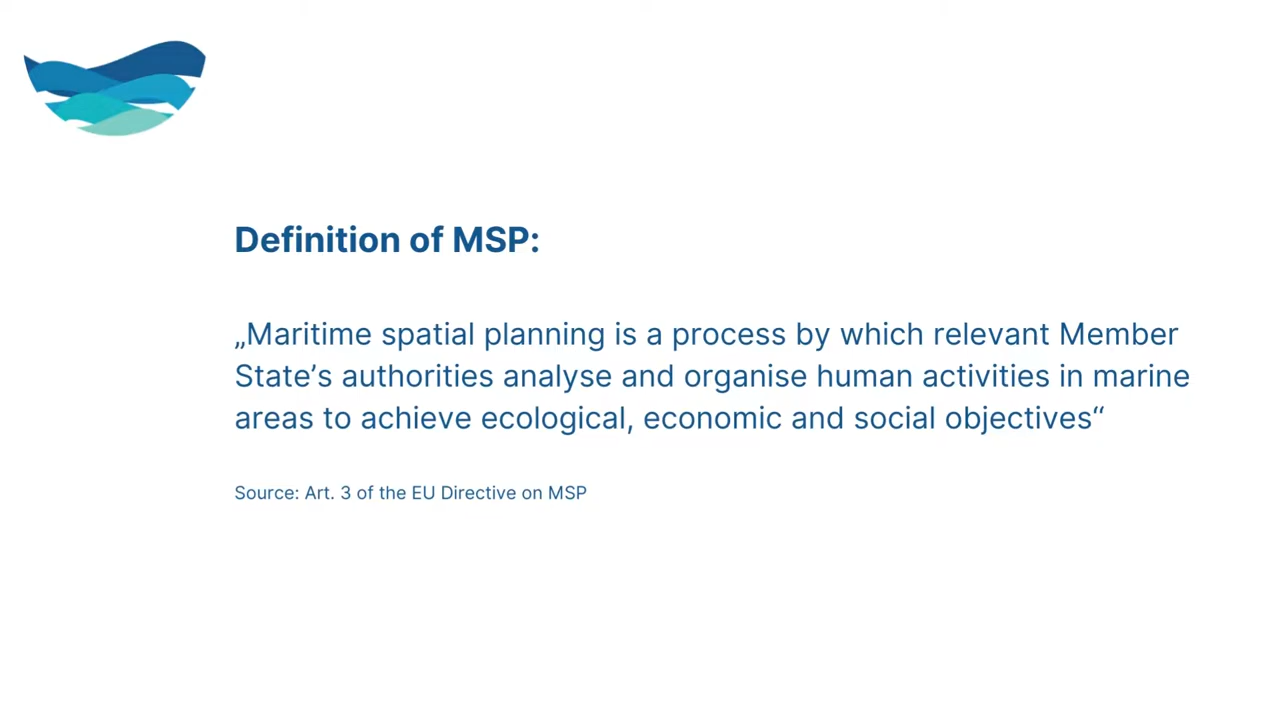 Definition of MSP:
„Maritime spatial planning is a process by which relevant Member
State’s authorities analyse and organise human activities in marine
areas to achieve ecological, economic and social objectives“
Source: Art. 3 of the EU Directive on MSP